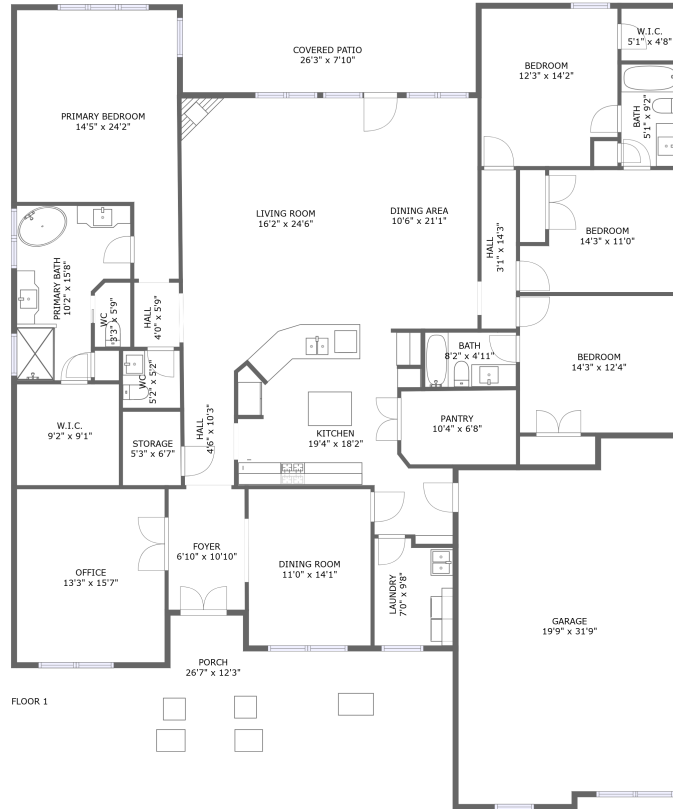 COVERED PATIO
26'3" x 7'10"
W.I.C.
5'1" x 4'8"
BEDROOM
12'3" x 14'2"
BATH
5'1" x 9'2"
PRIMARY BEDROOM
14'5" x 24'2"
LIVING ROOM
16'2" x 24'6"
DINING AREA
10'6" x 21'1"
HALL
3'1" x 14'3"
BEDROOM
14'3" x 11'0"
PRIMARY BATH
10'2" x 15'8"
WC
3'3" x 5'9"
HALL
4'0" x 5'9"
BATH
8'2" x 4'11"
BEDROOM
14'3" x 12'4"
WC
5'2" x 5'2"
W.I.C.
9'2" x 9'1"
STORAGE
5'3" x 6'7"
HALL
4'6" x 10'3"
KITCHEN
19'4" x 18'2"
PANTRY
10'4" x 6'8"
OFFICE
13'3" x 15'7"
FOYER
6'10" x 10'10"
DINING ROOM
11'0" x 14'1"
LAUNDRY
7'0" x 9'8"
GARAGE
19'9" x 31'9"
PORCH
26'7" x 12'3"
FLOOR 1